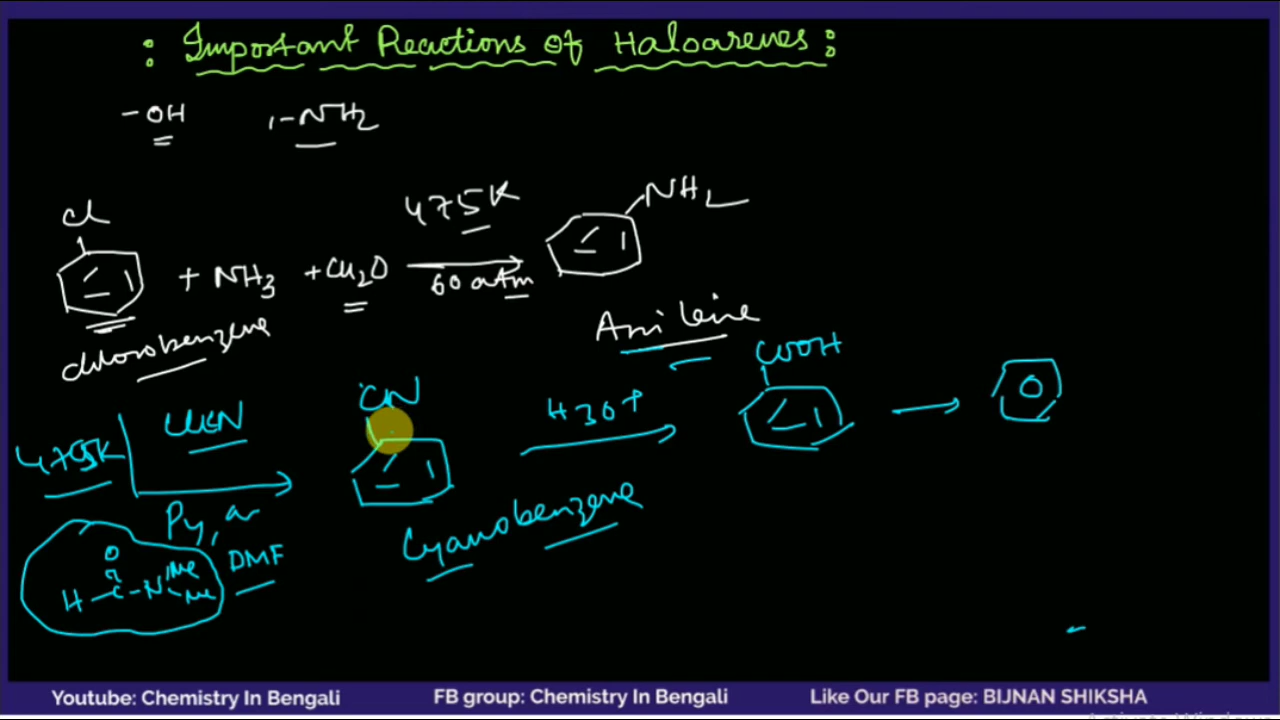 : Important Reactions of Haloarenes :
-OH -NH2
Cl + NH3 + Cu2O 475K 60 atm NH2
chlorobenzene
Aniline
475K CuCN Py, or DMF CN H3O+ COOH
Cyanobenzene
H-C-N Me Me O
Youtube: Chemistry In Bengali FB group: Chemistry In Bengali Like Our FB page: BIJNAN SHIKSHA